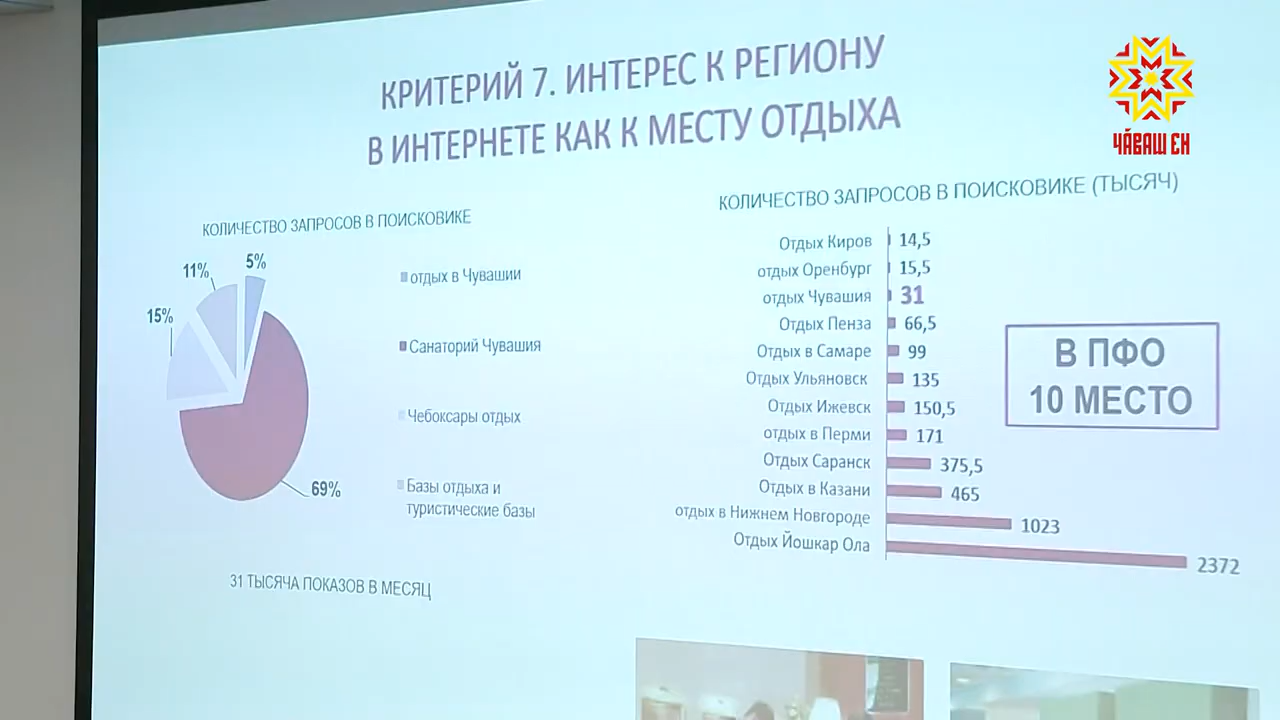 КРИТЕРИЙ 7. ИНТЕРЕС К РЕГИОНУ
В ИНТЕРНЕТЕ КАК К МЕСТУ ОТДЫХА
ЧӐВАШ ЕН
КОЛИЧЕСТВО ЗАПРОСОВ В ПОИСКОВИКЕ
5%
11%
15%
69%
отдых в Чувашии
Санаторий Чувашия
Чебоксары отдых
Базы отдыха и
туристические базы
31 ТЫСЯЧА ПОКАЗОВ В МЕСЯЦ
КОЛИЧЕСТВО ЗАПРОСОВ В ПОИСКОВИКЕ (ТЫСЯЧ)
Отдых Киров 14,5
отдых Оренбург 15,5
отдых Чувашия 31
Отдых Пенза 66,5
Отдых в Самаре 99
Отдых Ульяновск 135
Отдых Ижевск 150,5
отдых в Перми 171
Отдых Саранск 375,5
Отдых в Казани 465
отдых в Нижнем Новгороде 1023
Отдых Йошкар Ола 2372
В ПФО
10 МЕСТО